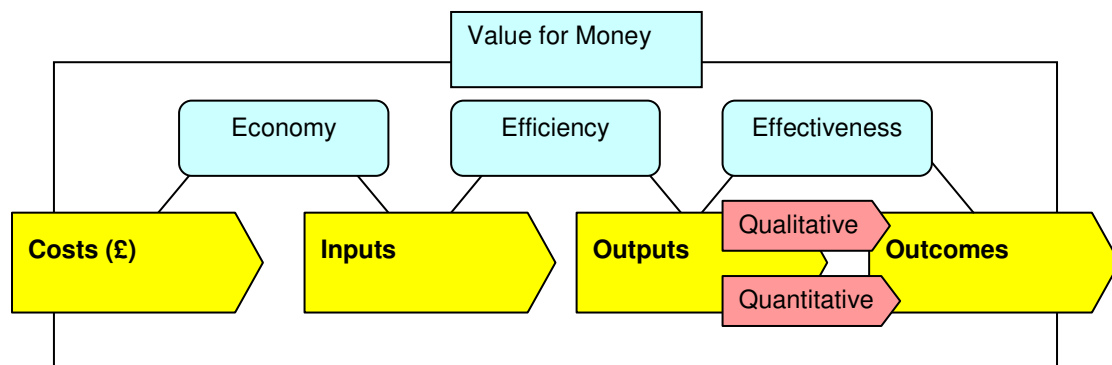 Value for Money
Economy
Efficiency
Effectiveness
Costs (£)
Inputs
Outputs
Qualitative
Quantitative
Outcomes